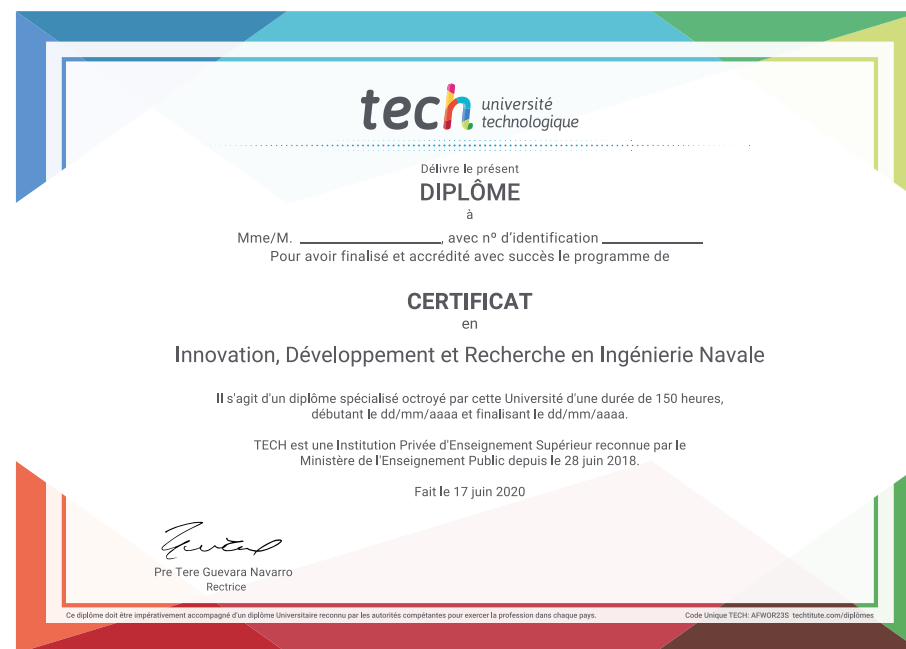 tech université
technologique
Délivre le présent
DIPLÔME
à
Mme/M. ____________________, avec nº d'identification ______________
Pour avoir finalisé et accrédité avec succès le programme de
CERTIFICAT
en
Innovation, Développement et Recherche en Ingénierie Navale
Il s'agit d'un diplôme spécialisé octroyé par cette Université d'une durée de 150 heures,
débutant le dd/mm/aaaa et finalisant le dd/mm/aaaa.
TECH est une Institution Privée d'Enseignement Supérieur reconnue par le
Ministère de l'Enseignement Public depuis le 28 juin 2018.
Fait le 17 juin 2020
Pre Tere Guevara Navarro
Rectrice
Ce diplôme doit être impérativement accompagné d'un diplôme Universitaire reconnu par les autorités compétantes pour exercer la profession dans chaque pays. Code Unique TECH: AFWOR23S techtitute.com/diplômes